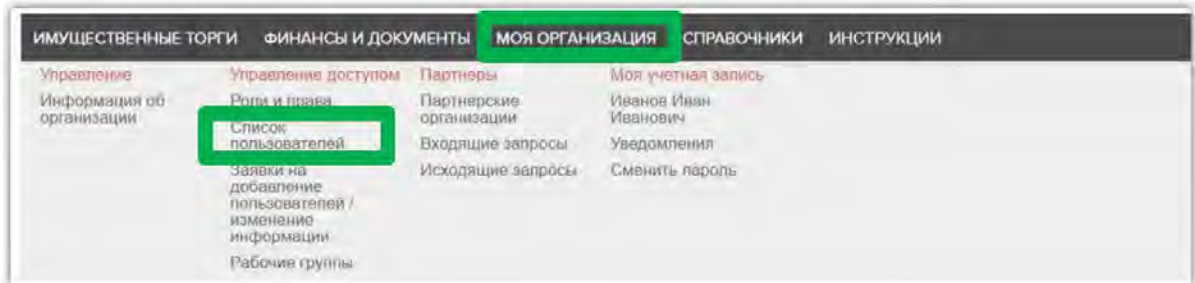 ИМУЩЕСТВЕННЫЕ ТОРГИ ФИНАНСЫ И ДОКУМЕНТЫ МОЯ ОРГАНИЗАЦИЯ СПРАВОЧНИКИ ИНСТРУКЦИИ
Управление
Информация об
организации
Управление доступом
Роли и права
Список
пользователей
Заявки на
добавление
пользователей /
изменение
информации
Рабочие группы
Партнеры
Партнерские
организации
Входящие запросы
Исходящие запросы
Моя учетная запись
Иванов Иван
Иванович
Уведомления
Сменить пароль